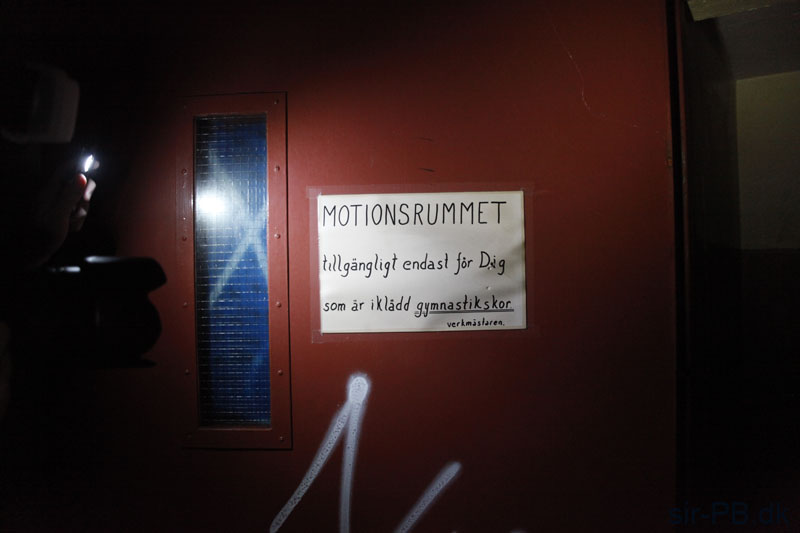 MOTIONSRUMMET
tillgängligt endast för Dig
som är iklädd gymnastikskor
verkmästaren.
sir-PB.dk